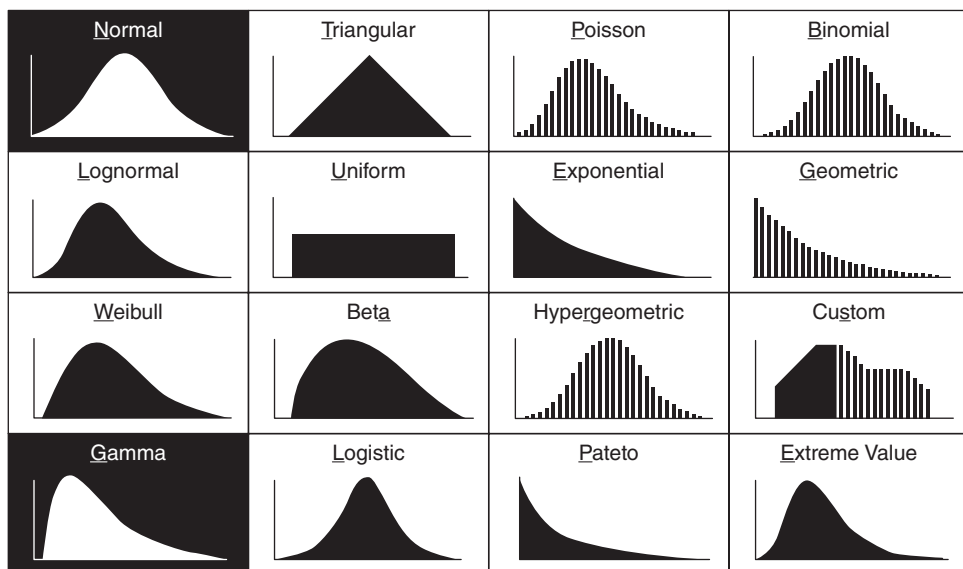 Normal
Triangular
Poisson
Binomial
Lognormal
Uniform
Exponential
Geometric
Weibull
Beta
Hypergeometric
Custom
Gamma
Logistic
Pateto
Extreme Value